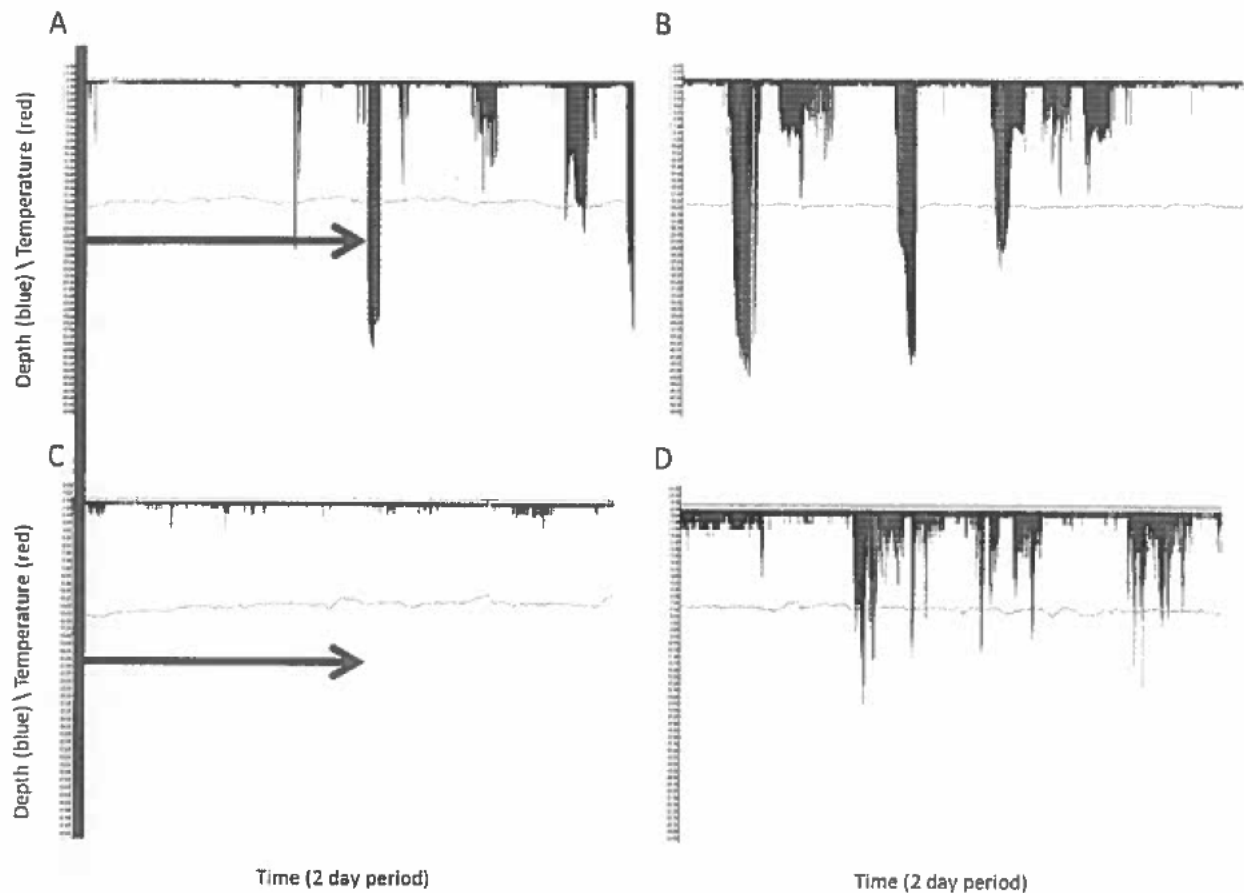 A
B
Depth (blue) \ Temperature (red)
C
D
Depth (blue) \ Temperature (red)
Time (2 day period)
Time (2 day period)